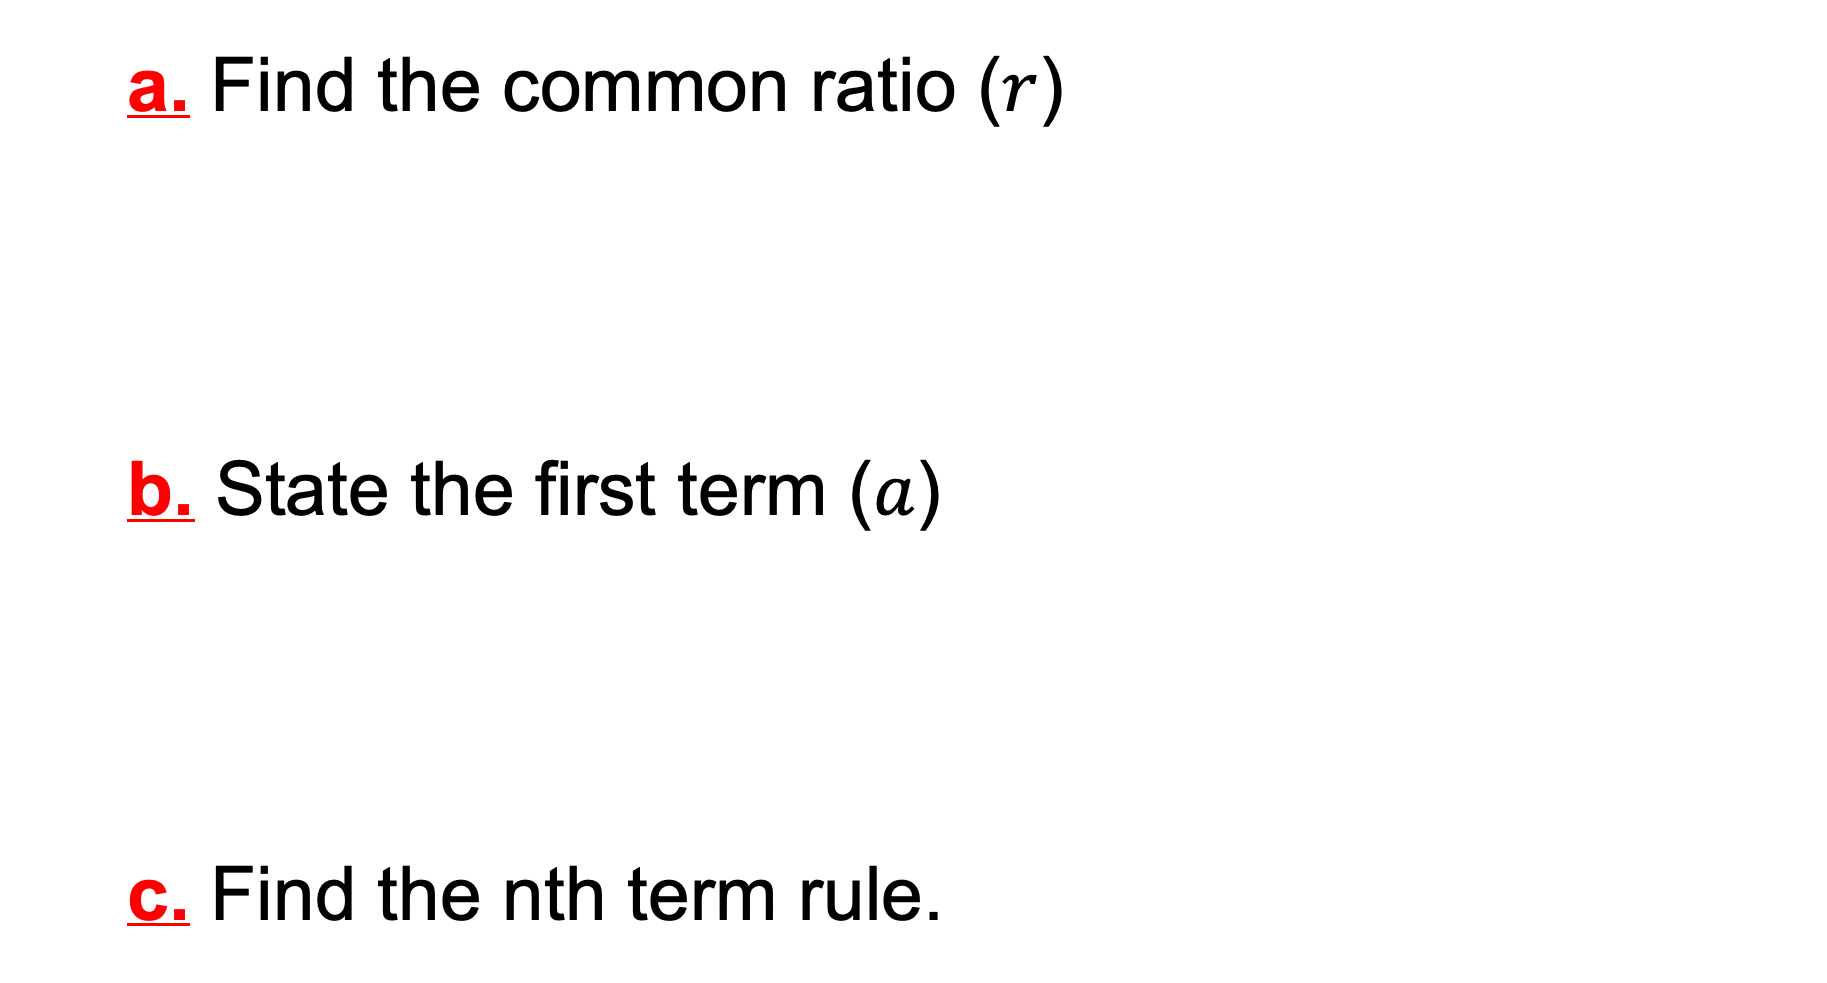 a. Find the common ratio (r)
b. State the first term (a)
c. Find the nth term rule.